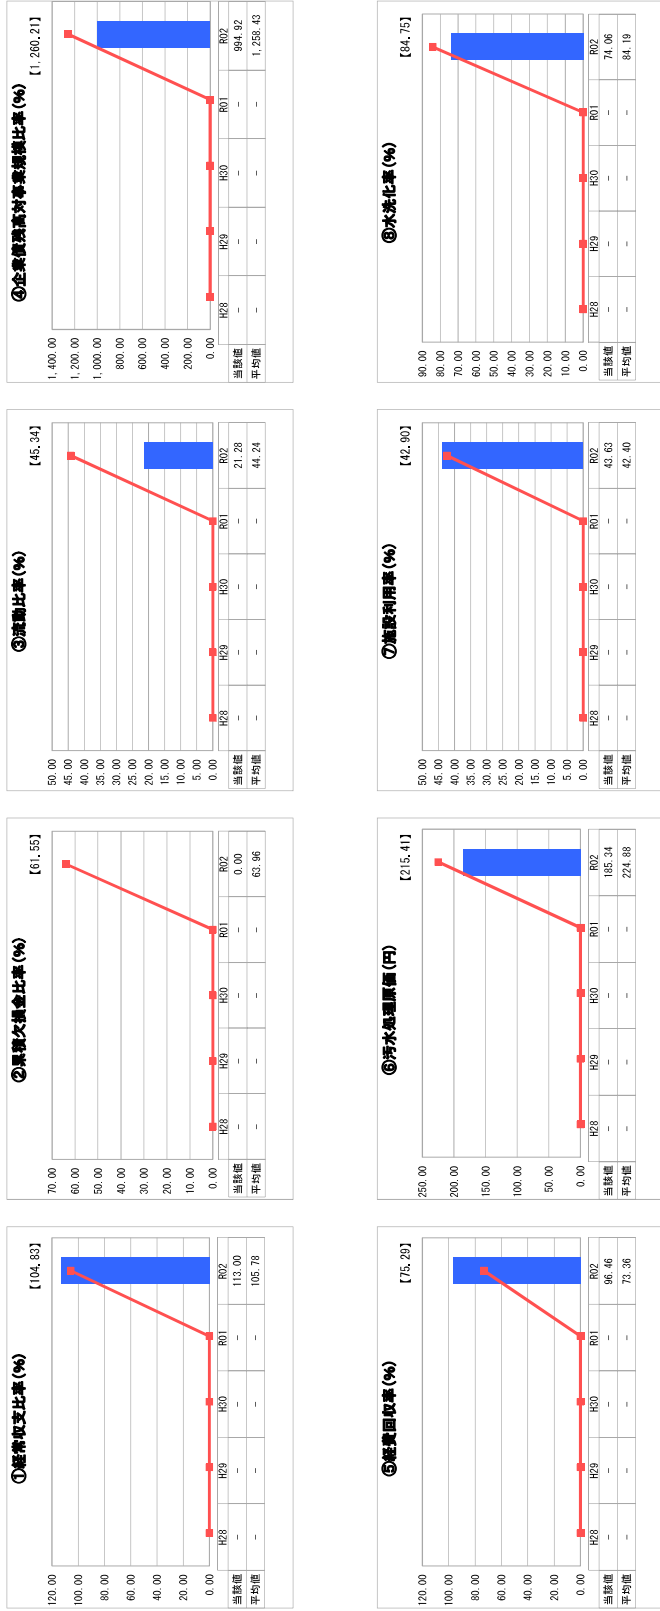 ①経常収支比率(%)
【104.83】
120.00
100.00
80.00
60.00
40.00
20.00
0.00
H28 H29 H30 R01 R02
当該値 － － － － 113.00
平均値 － － － － 105.78
②累積欠損金比率(%)
【61.55】
70.00
60.00
50.00
40.00
30.00
20.00
10.00
0.00
H28 H29 H30 R01 R02
当該値 － － － － 0.00
平均値 － － － － 63.96
③流動比率(%)
【45.34】
50.00
45.00
40.00
35.00
30.00
25.00
20.00
15.00
10.00
5.00
0.00
H28 H29 H30 R01 R02
当該値 － － － － 21.28
平均値 － － － － 44.24
④企業債残高対事業規模比率(%)
【1,260.21】
1,400.00
1,200.00
1,000.00
800.00
600.00
400.00
200.00
0.00
H28 H29 H30 R01 R02
当該値 － － － － 994.92
平均値 － － － － 1,258.43
⑤経費回収率(%)
【75.29】
120.00
100.00
80.00
60.00
40.00
20.00
0.00
H28 H29 H30 R01 R02
当該値 － － － － 96.46
平均値 － － － － 73.36
⑥汚水処理原価(円)
【215.41】
250.00
200.00
150.00
100.00
50.00
0.00
H28 H29 H30 R01 R02
当該値 － － － － 185.34
平均値 － － － － 224.88
⑦施設利用率(%)
【42.90】
50.00
45.00
40.00
35.00
30.00
25.00
20.00
15.00
10.00
5.00
0.00
H28 H29 H30 R01 R02
当該値 － － － － 43.63
平均値 － － － － 42.40
⑧水洗化率(%)
【84.75】
90.00
80.00
70.00
60.00
50.00
40.00
30.00
20.00
10.00
0.00
H28 H29 H30 R01 R02
当該値 － － － － 74.06
平均値 － － － － 84.19